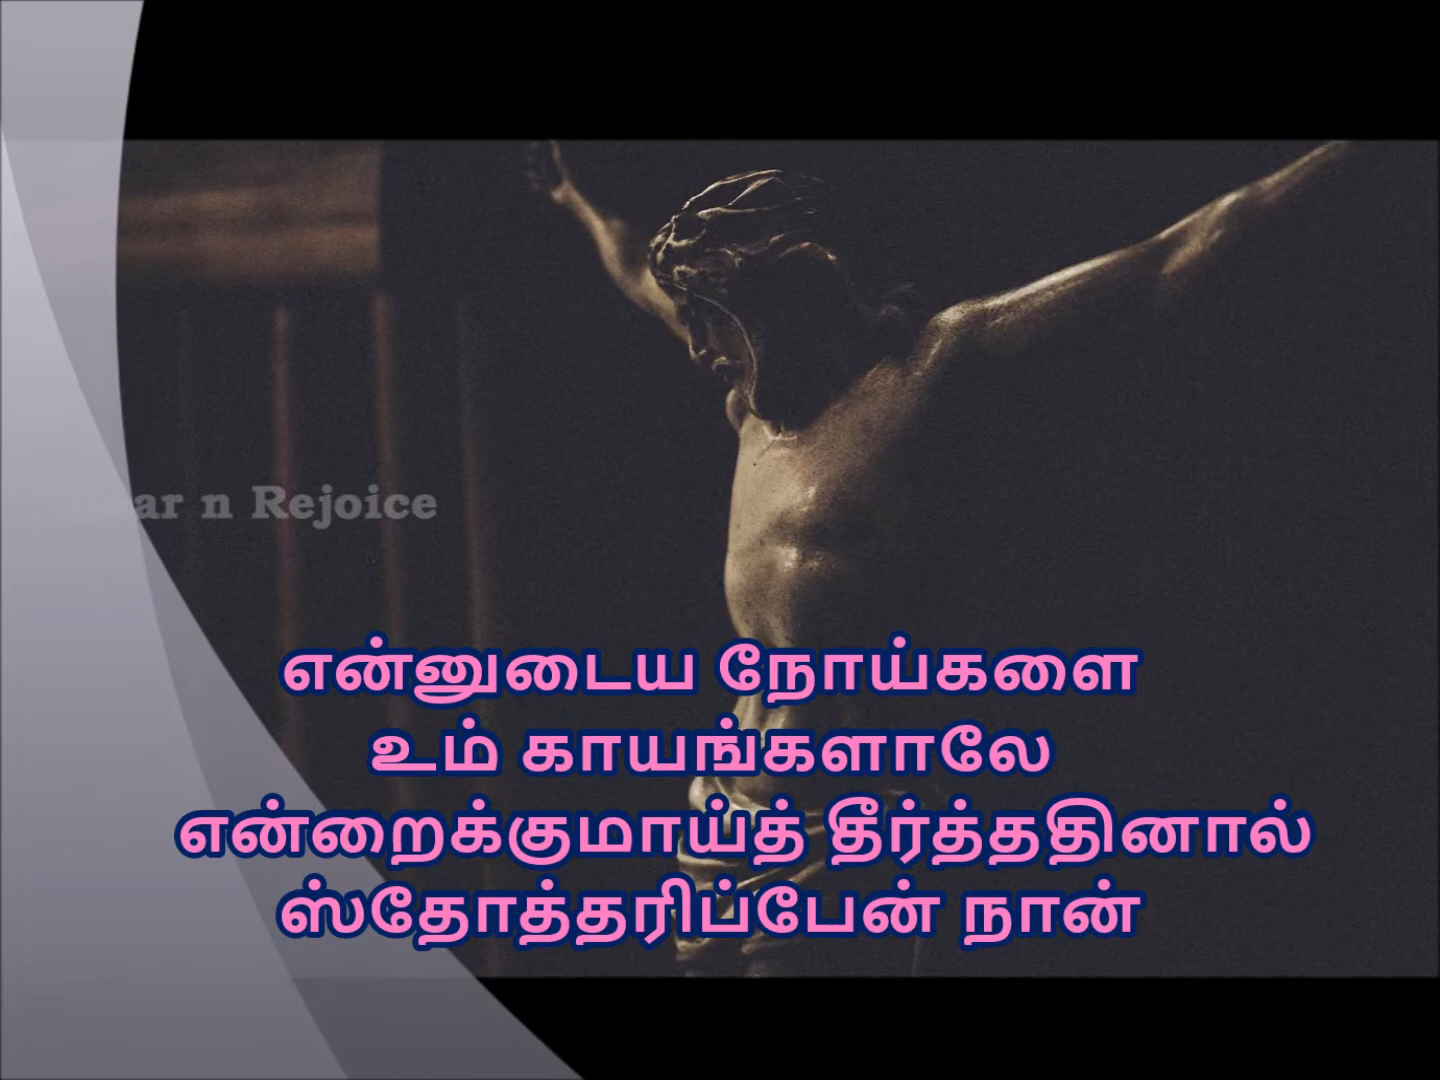 ar n Rejoice
என்னுடைய நோய்களை
உம் காயங்களாலே
என்றைக்குமாய்த் தீர்த்ததினால்
ஸ்தோத்தரிப்பேன் நான்